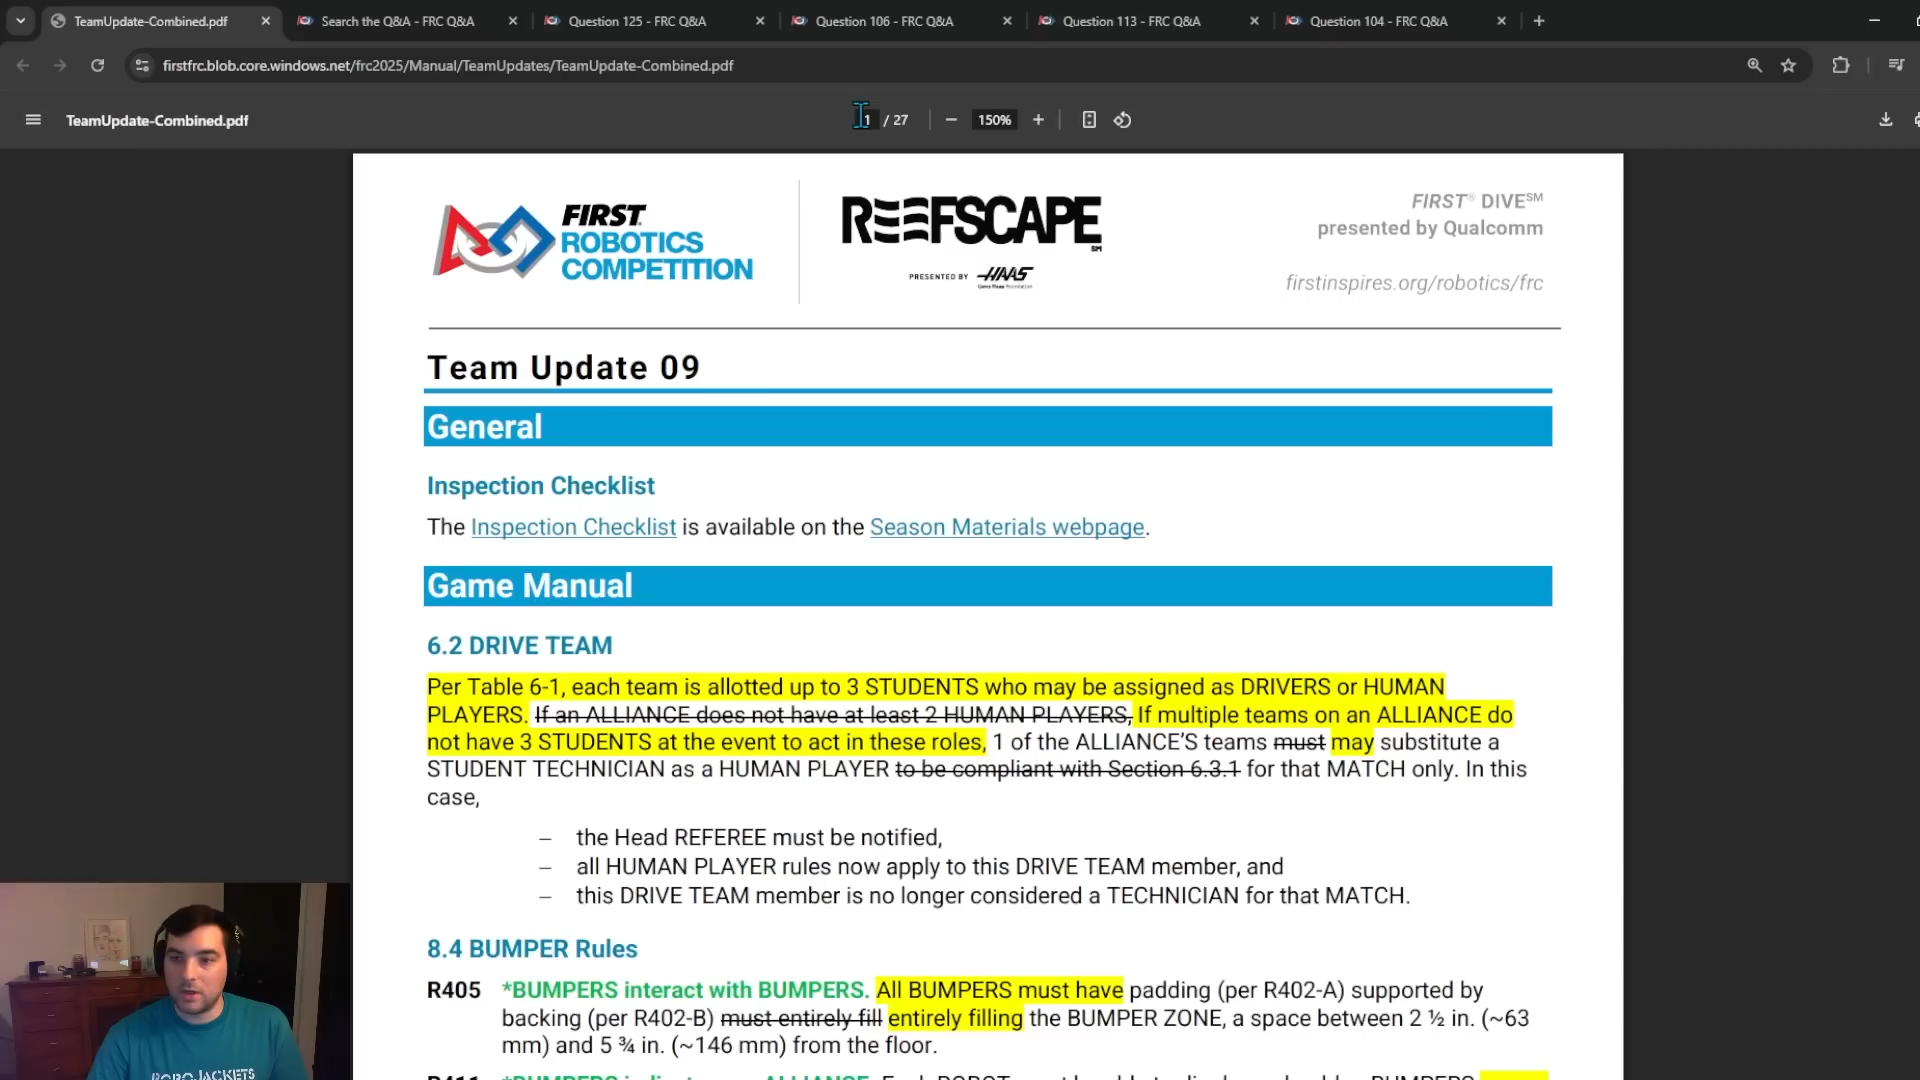 TeamUpdate-Combined.pdf
Search the Q&A - FRC Q&A
Question 125 - FRC Q&A
Question 106 - FRC Q&A
Question 113 - FRC Q&A
Question 104 - FRC Q&A
firstfrc.blob.core.windows.net/frc2025/Manual/TeamUpdates/TeamUpdate-Combined.pdf
TeamUpdate-Combined.pdf
1 / 27
150%
FIRST
ROBOTICS
COMPETITION
REEFSCAPE
SM
PRESENTED BY HAAS
Gene Haas Foundation
FIRST® DIVE℠
presented by Qualcomm
firstinspires.org/robotics/frc
Team Update 09
General
Inspection Checklist
The Inspection Checklist is available on the Season Materials webpage.
Game Manual
6.2 DRIVE TEAM
Per Table 6-1, each team is allotted up to 3 STUDENTS who may be assigned as DRIVERS or HUMAN
PLAYERS. If an ALLIANCE does not have at least 2 HUMAN PLAYERS, If multiple teams on an ALLIANCE do
not have 3 STUDENTS at the event to act in these roles, 1 of the ALLIANCE'S teams must may substitute a
STUDENT TECHNICIAN as a HUMAN PLAYER to be compliant with Section 6.3.1 for that MATCH only. In this
case,
– the Head REFEREE must be notified,
– all HUMAN PLAYER rules now apply to this DRIVE TEAM member, and
– this DRIVE TEAM member is no longer considered a TECHNICIAN for that MATCH.
8.4 BUMPER Rules
R405 *BUMPERS interact with BUMPERS. All BUMPERS must have padding (per R402-A) supported by
backing (per R402-B) must entirely fill entirely filling the BUMPER ZONE, a space between 2 ½ in. (~63
mm) and 5 ¾ in. (~146 mm) from the floor.
ROBOJACKETS